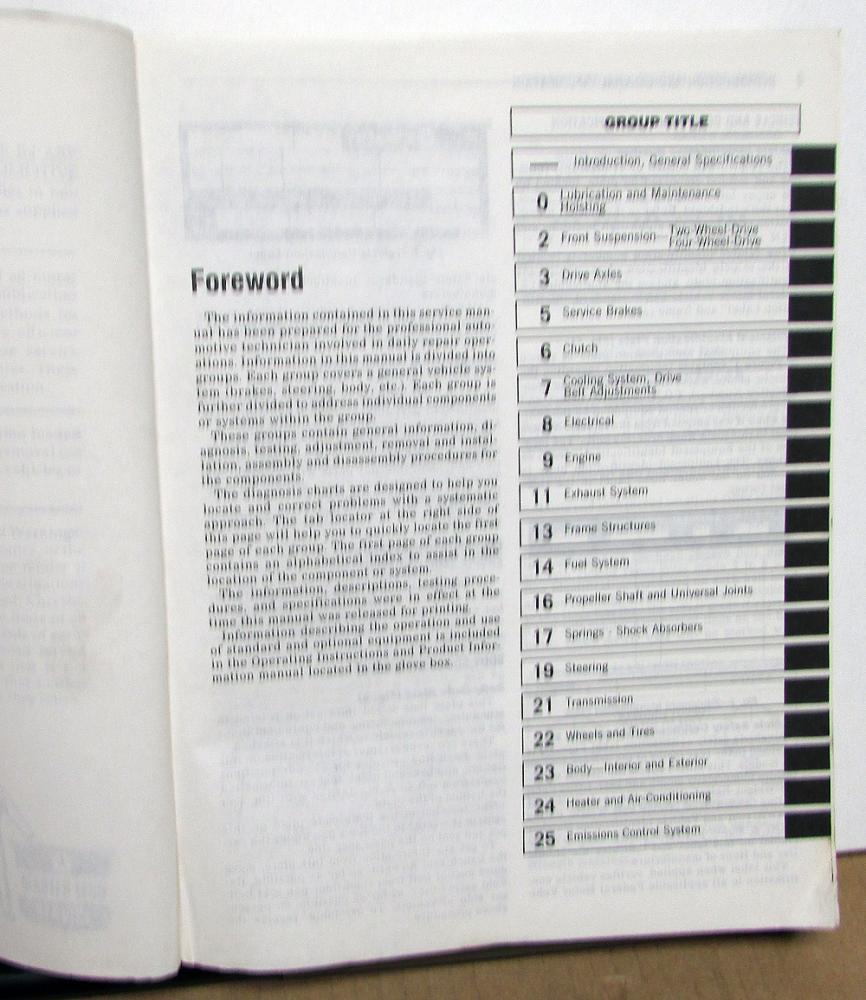 Foreword
The information contained in this service man-
ual has been prepared for the professional auto-
motive technician involved in daily repair oper-
ations. Information in this manual is divided into
groups. Each group covers a general vehicle sys-
tem (brakes, steering, body, etc.). Each group is
further divided to address individual components
or systems within the group.
These groups contain general information, di-
agnosis, testing, adjustment, removal and instal-
lation, assembly and disassembly procedures for
the components.
The diagnosis charts are designed to help you
locate and correct problems with a systematic
approach. The tab locator at the right side of
this page will help you to quickly locate the first
page of each group. The first page of each group
contains an alphabetical index to assist in the
location of the component or system.
The information, descriptions, testing proce-
dures, and specifications were in effect at the
time this manual was released for printing.
Information describing the operation and use
of standard and optional equipment is included
in the Operating Instructions and Product Infor-
mation manual located in the glove box.
GROUP TITLE
— Introduction, General Specifications
0 Lubrication and Maintenance
Hoisting
2 Front Suspension Two-Wheel-Drive
Four-Wheel-Drive
3 Drive Axles
5 Service Brakes
6 Clutch
7 Cooling System, Drive
Belt Adjustments
8 Electrical
9 Engine
11 Exhaust System
13 Frame Structures
14 Fuel System
16 Propeller Shaft and Universal Joints
17 Springs - Shock Absorbers
19 Steering
21 Transmission
22 Wheels and Tires
23 Body—Interior and Exterior
24 Heater and Air-Conditioning
25 Emissions Control System